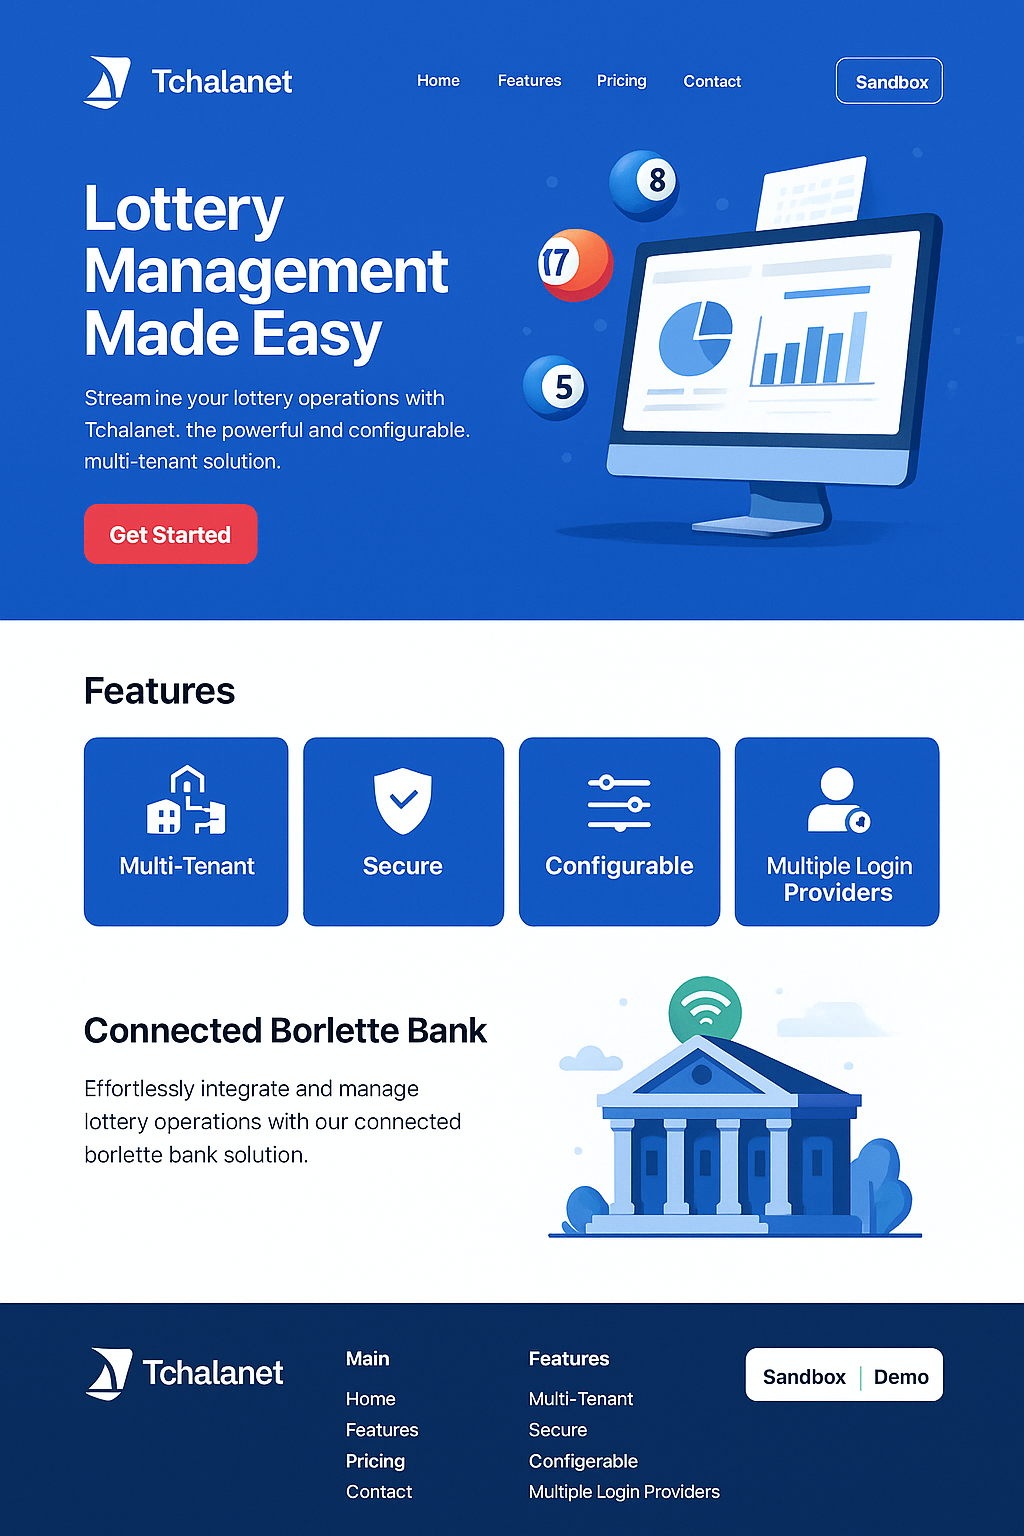 Tchalanet
Home
Features
Pricing
Contact
Sandbox
Lottery
Management
Made Easy
Stream ine your lottery operations with
Tchalanet. the powerful and configurable.
multi-tenant solution.
Get Started
8
17
5
Features
Multi-Tenant
Secure
Configurable
Multiple Login
Providers
Connected Borlette Bank
Effortlessly integrate and manage
lottery operations with our connected
borlette bank solution.
Tchalanet
Main
Home
Features
Pricing
Contact
Features
Multi-Tenant
Secure
Configerable
Multiple Login Providers
Sandbox | Demo